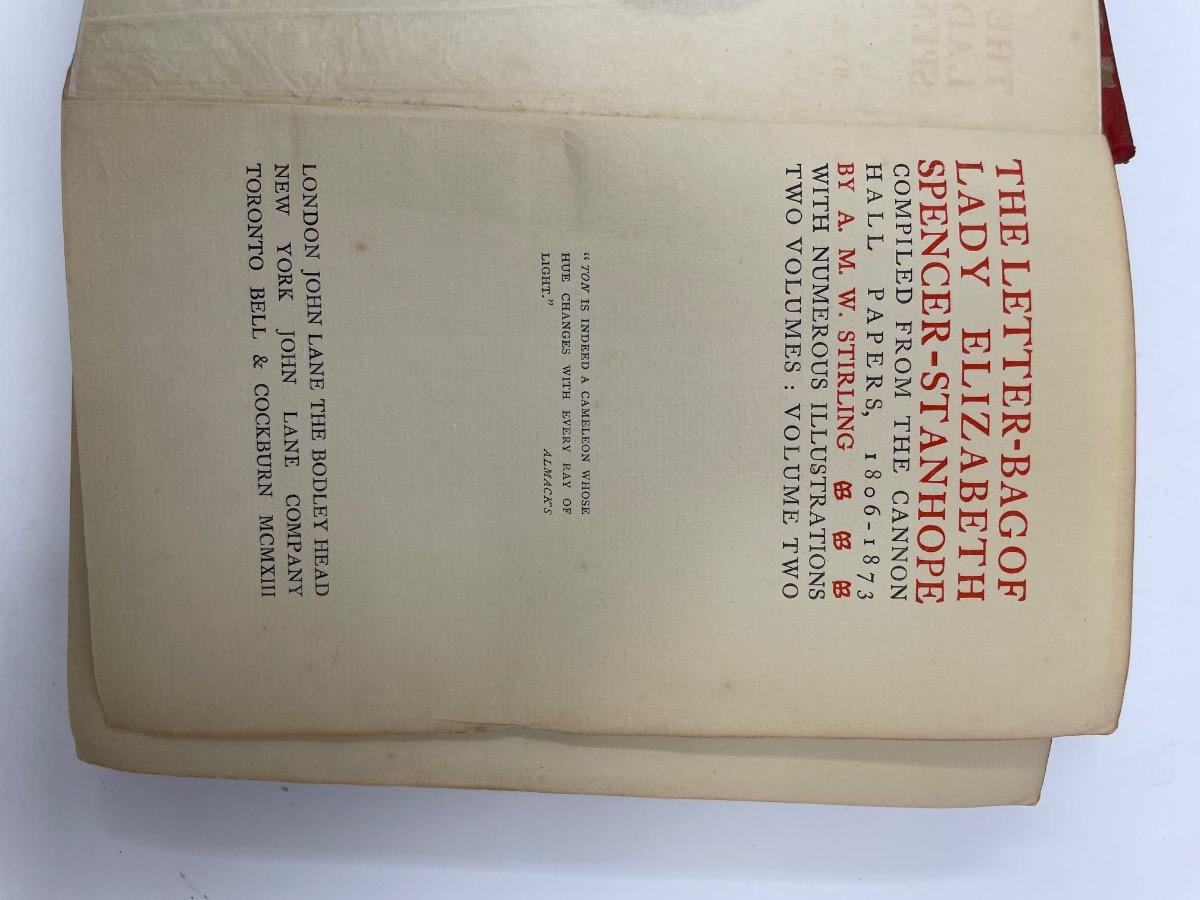 THE LETTER-BAG OF
LADY ELIZABETH
SPENCER-STANHOPE
COMPILED FROM THE CANNON
HALL PAPERS, 1806-1873
BY A. M. W. STIRLING
WITH NUMEROUS ILLUSTRATIONS
TWO VOLUMES : VOLUME TWO
"TON IS INDEED A CAMELEON WHOSE
HUE CHANGES WITH EVERY RAY OF
LIGHT."
ALMACK'S
LONDON JOHN LANE THE BODLEY HEAD
NEW YORK JOHN LANE COMPANY
TORONTO BELL & COCKBURN MCMXIII